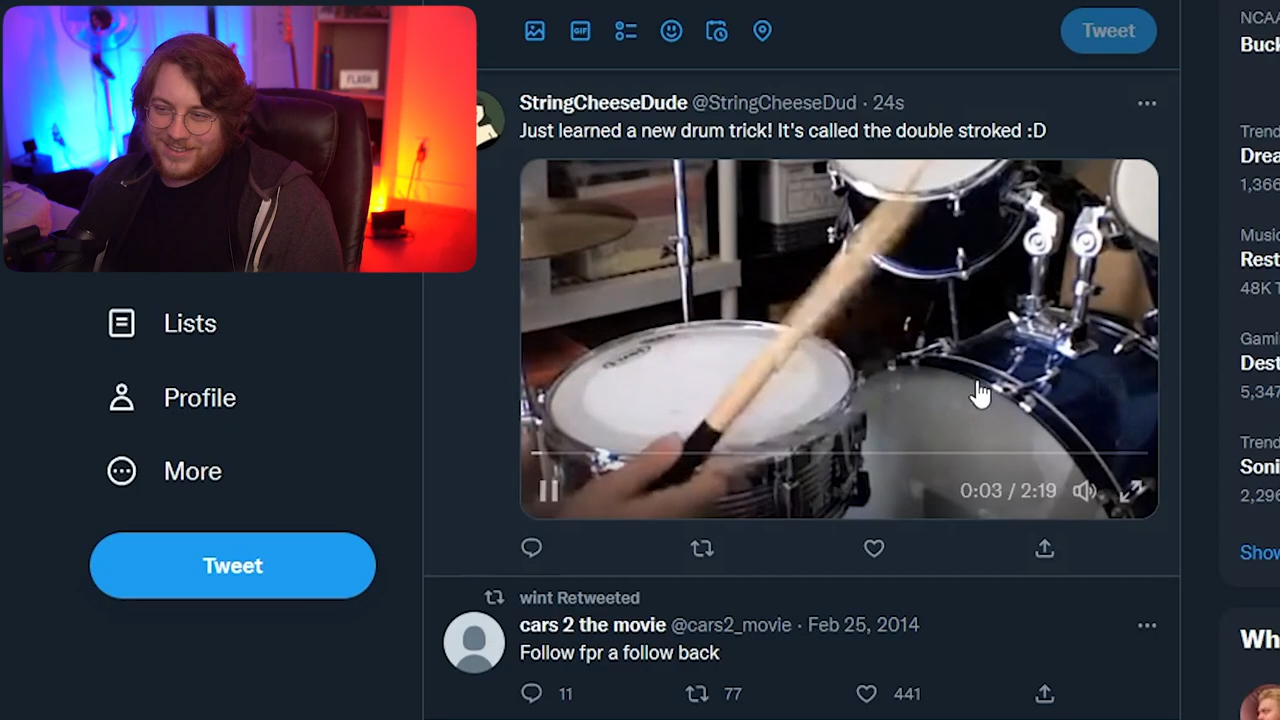 FLASH
GIF
Tweet
StringCheeseDude @StringCheeseDud · 24s
Just learned a new drum trick! It's called the double stroked :D
0:03 / 2:19
Lists
Profile
More
Tweet
wint Retweeted
cars 2 the movie @cars2_movie · Feb 25, 2014
Follow fpr a follow back
11 77 441
NCAA
Buck
Trend
Drea
1,366
Music
Rest
48K T
Gami
Dest
5,347
Trend
Soni
2,296
Show
Wh